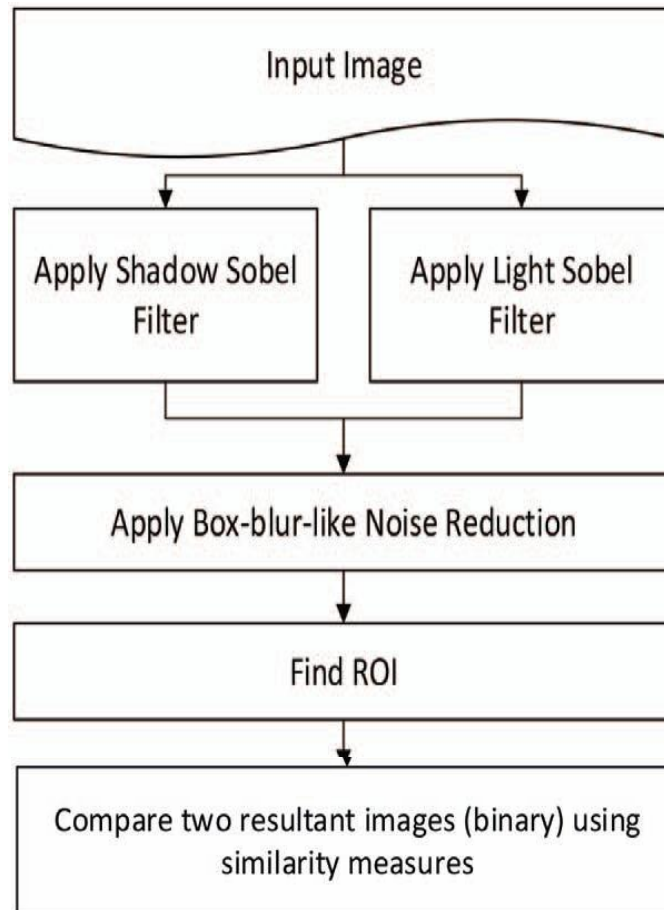 Input Image
Apply Shadow Sobel
Filter
Apply Light Sobel
Filter
Apply Box-blur-like Noise Reduction
Find ROI
Compare two resultant images (binary) using
similarity measures